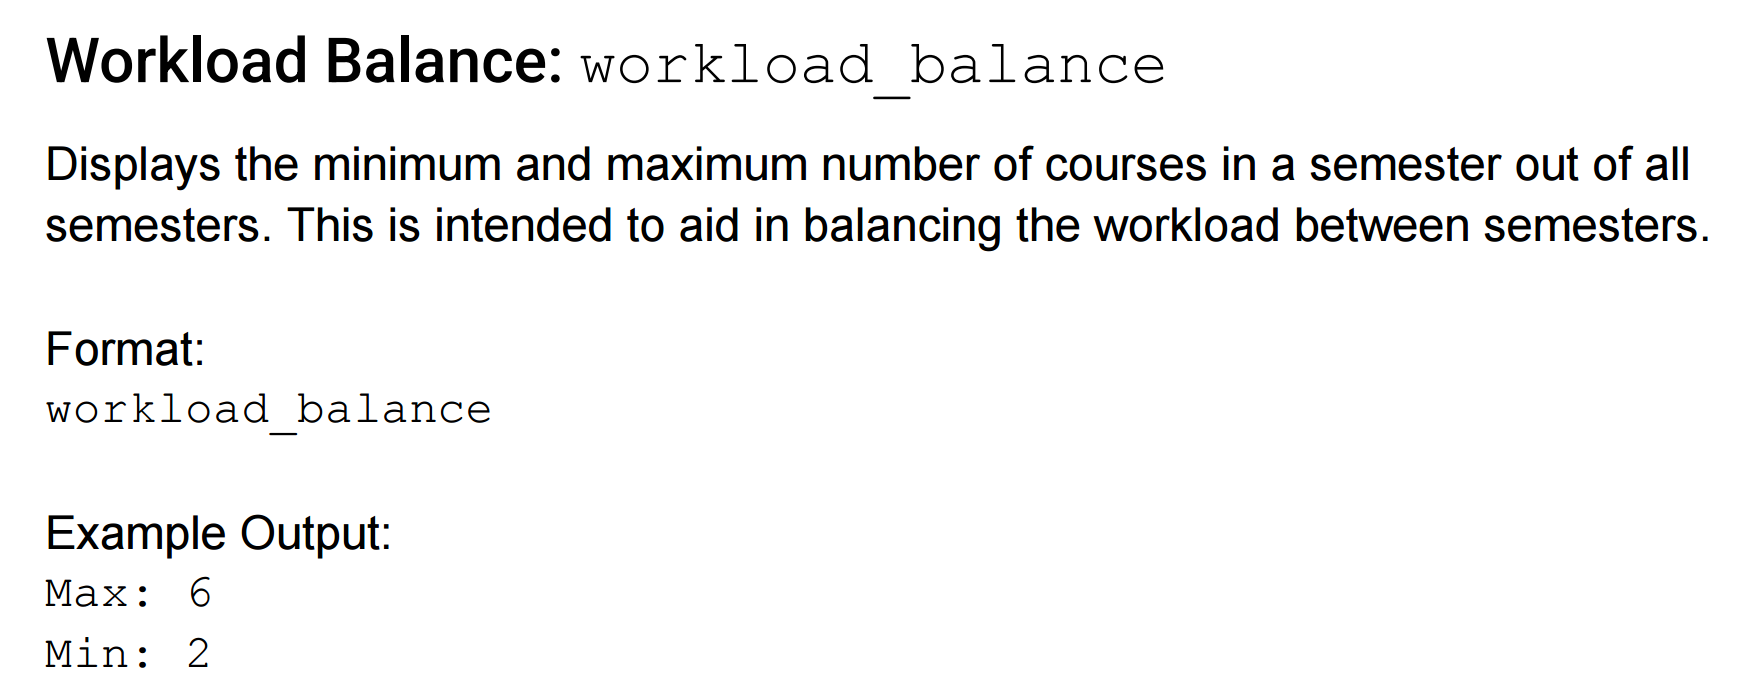 Workload Balance: workload_balance
Displays the minimum and maximum number of courses in a semester out of all
semesters. This is intended to aid in balancing the workload between semesters.
Format:
workload_balance
Example Output:
Max: 6
Min: 2